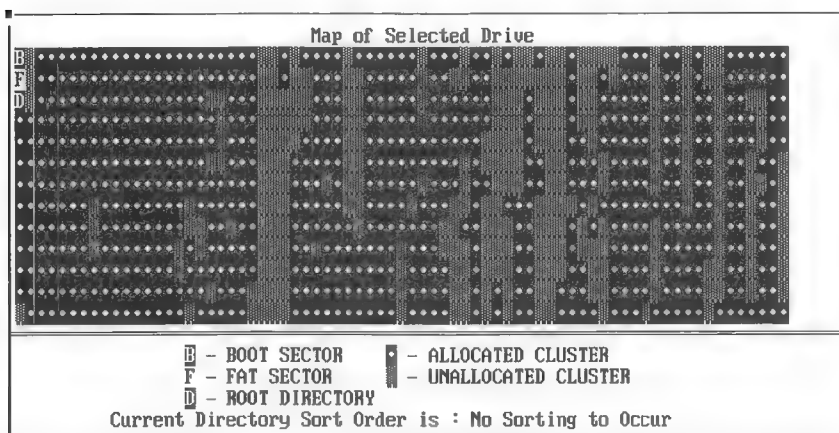 Map of Selected Drive
B
F
D
B - BOOT SECTOR - ALLOCATED CLUSTER
F - FAT SECTOR - UNALLOCATED CLUSTER
D - ROOT DIRECTORY
Current Directory Sort Order is : No Sorting to Occur